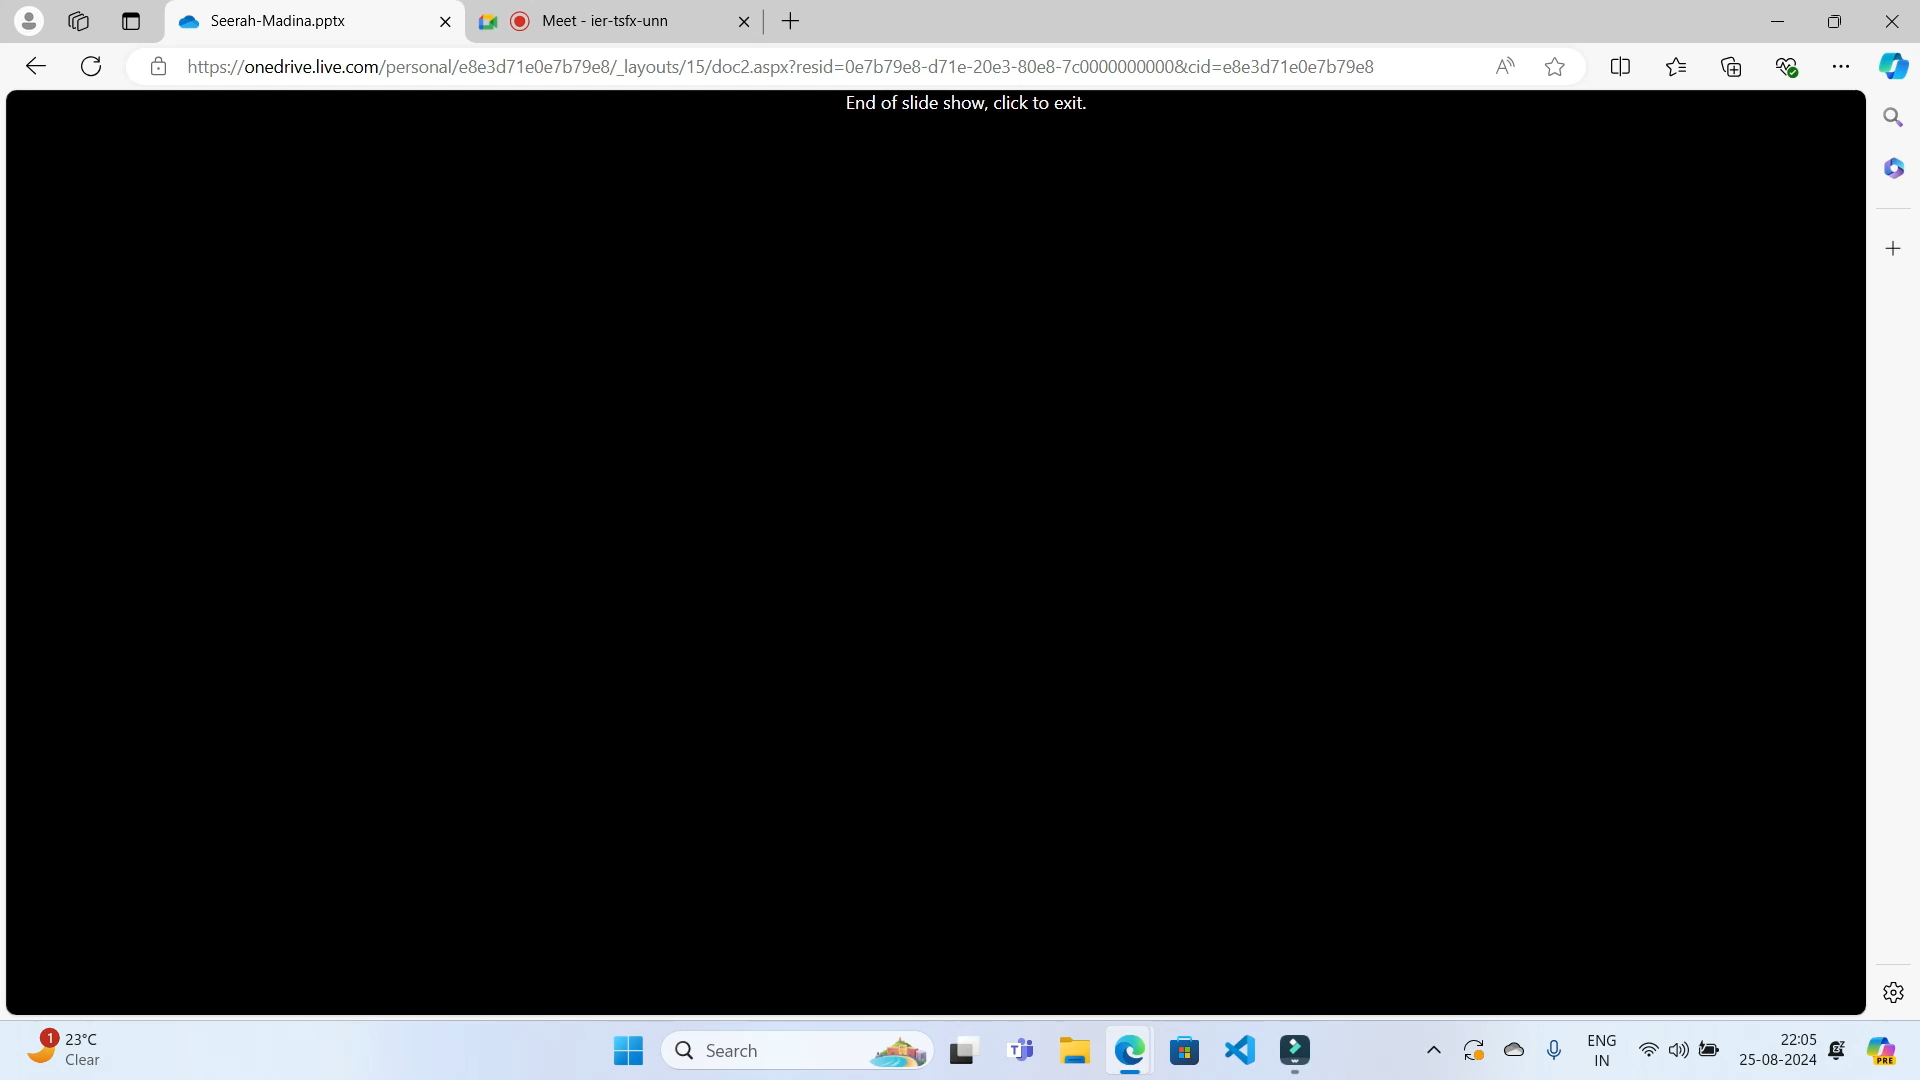 Seerah-Madina.pptx
Meet - ier-tsfx-unn
https://onedrive.live.com/personal/e8e3d71e0e7b79e8/_layouts/15/doc2.aspx?resid=0e7b79e8-d71e-20e3-80e8-7c0000000000&cid=e8e3d71e0e7b79e8
End of slide show, click to exit.
1
23°C
Clear
Search
ENG
IN
22:05
25-08-2024
PRE